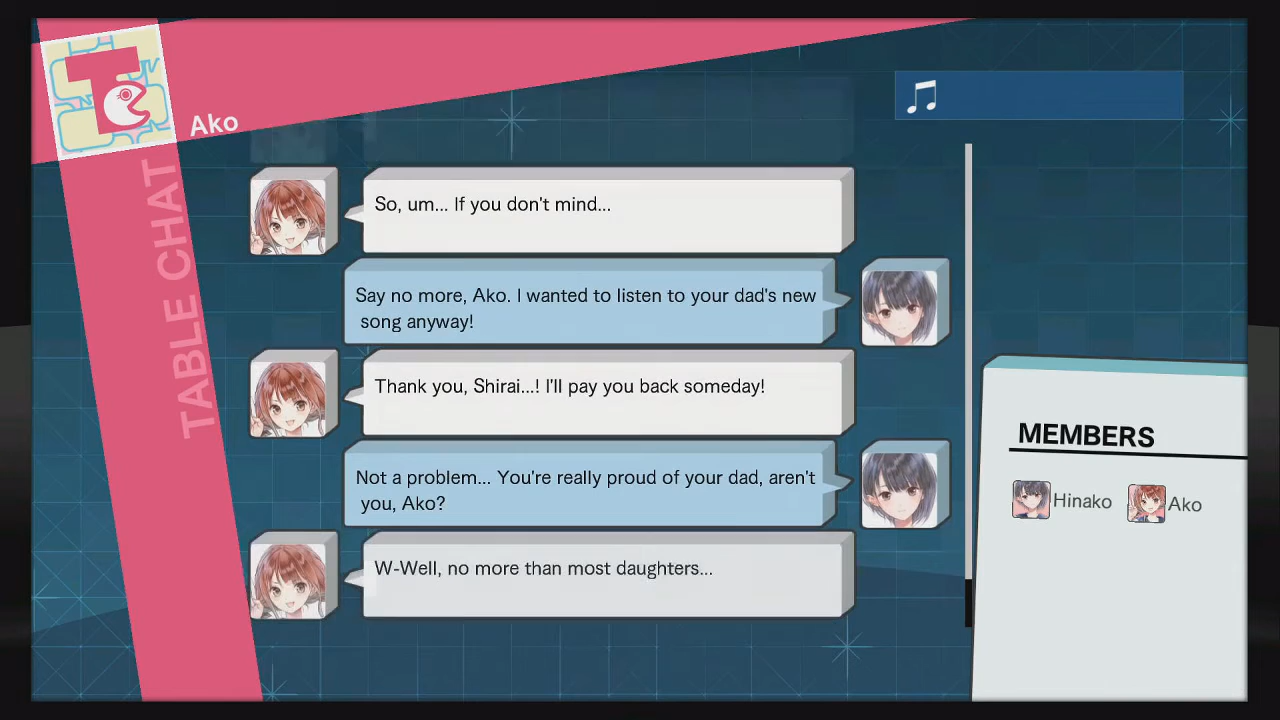 Ako
TABLE CHAT
So, um... If you don't mind...
Say no more, Ako. I wanted to listen to your dad's new
song anyway!
Thank you, Shirai...! I'll pay you back someday!
Not a problem... You're really proud of your dad, aren't
you, Ako?
W-Well, no more than most daughters...
MEMBERS
Hinako Ako